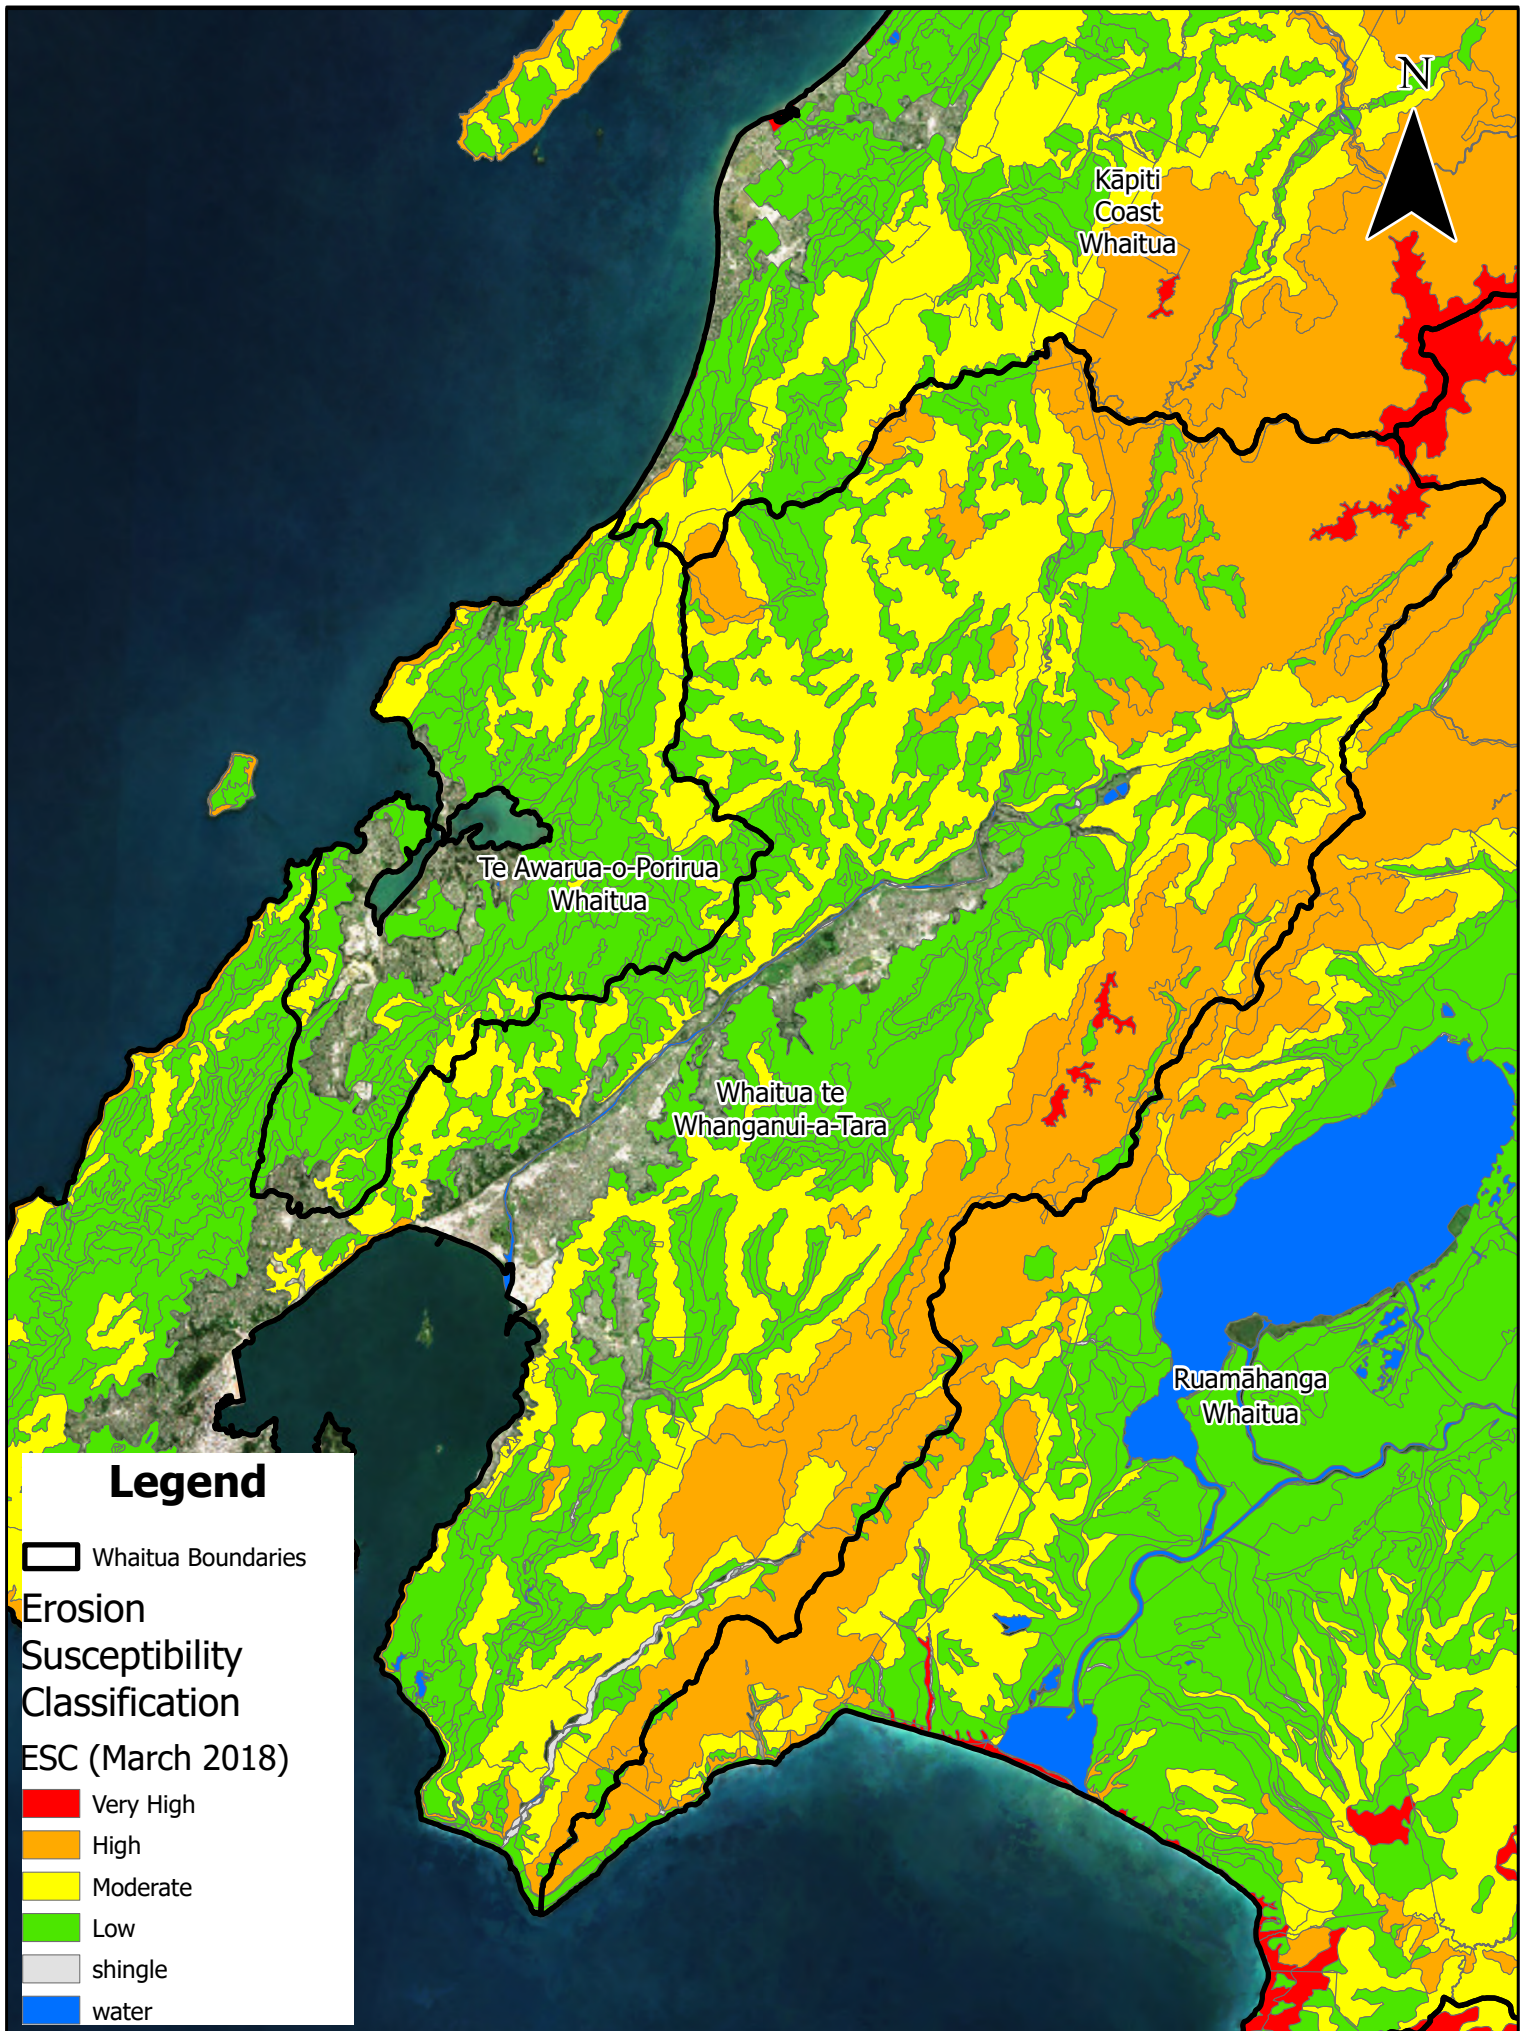 N
Kāpiti
Coast
Whaitua
Te Awarua-o-Porirua
Whaitua
Whaitua te
Whanganui-a-Tara
Ruamāhanga
Whaitua
Legend
Whaitua Boundaries
Erosion
Susceptibility
Classification
ESC (March 2018)
Very High
High
Moderate
Low
shingle
water